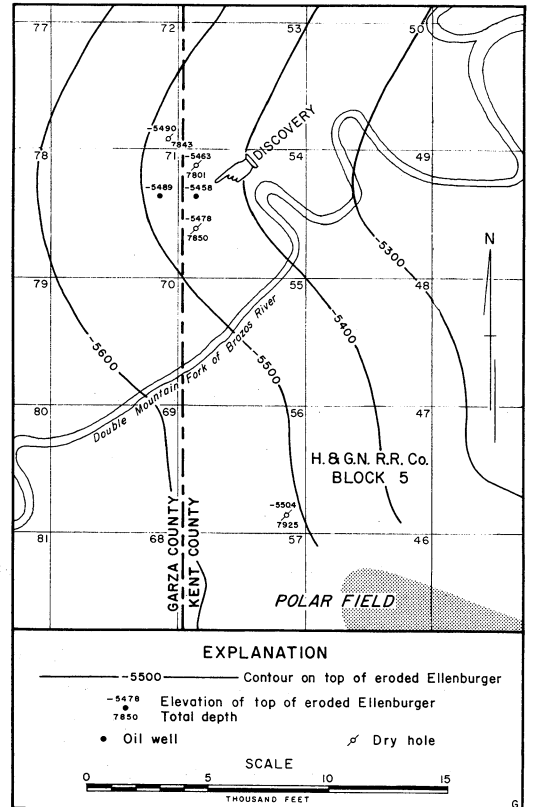 77 72 53 50
-5490
7843
78 71 54 49
-5463
7801
DISCOVERY
-5489 -5458
-5478
7850
N
-5300
79 70 55 48
-5400
-5500
-5600
Double Mountain Fork of Brazos River
80 69 56 47
H. & G.N. R.R. Co.
BLOCK 5
-5504
7925
81 68 57 46
GARZA COUNTY
KENT COUNTY
POLAR FIELD
EXPLANATION
-5500 Contour on top of eroded Ellenburger
-5478 Elevation of top of eroded Ellenburger
7850 Total depth
Oil well Dry hole
SCALE
0 5 10 15
THOUSAND FEET
G